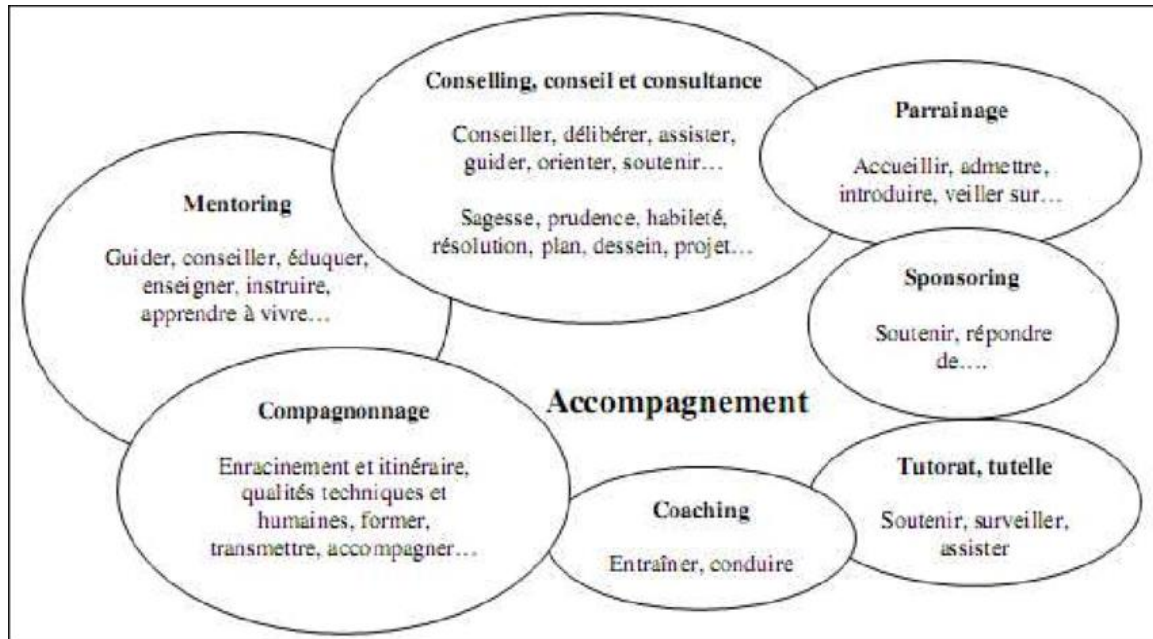 Conselling, conseil et consultance
Conseiller, délibérer, assister,
guider, orienter, soutenir…
Sagesse, prudence, habileté,
résolution, plan, dessein, projet…
Parrainage
Accueillir, admettre,
introduire, veiller sur…
Mentoring
Guider, conseiller, éduquer,
enseigner, instruire,
apprendre à vivre…
Sponsoring
Soutenir, répondre
de….
Accompagnement
Compagnonnage
Enracinement et itinéraire,
qualités techniques et
humaines, former,
transmettre, accompagner…
Coaching
Entraîner, conduire
Tutorat, tutelle
Soutenir, surveiller,
assister